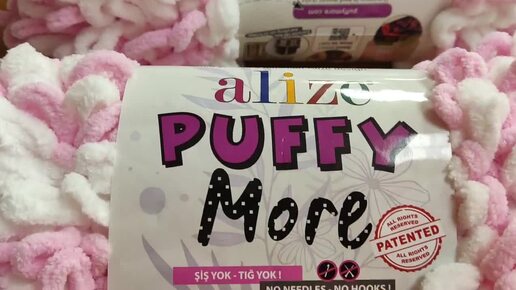 alize
PUFFY
More
ALL RIGHTS RESERVED
PATENTED
ALL RIGHTS RESERVED
ŞİŞ YOK - TIĞ YOK !
NO NEEDLES - NO HOOKS !